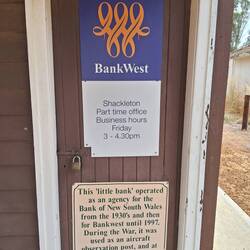 BankWest
Shackleton
Part time office
Business hours
Friday
3 - 4.30pm
This 'little bank' operated
as an agency for the
Bank of New South Wales
from the 1930's and then
for Bankwest until 1997.
During the War, it was
used as an aircraft
observation post, and at